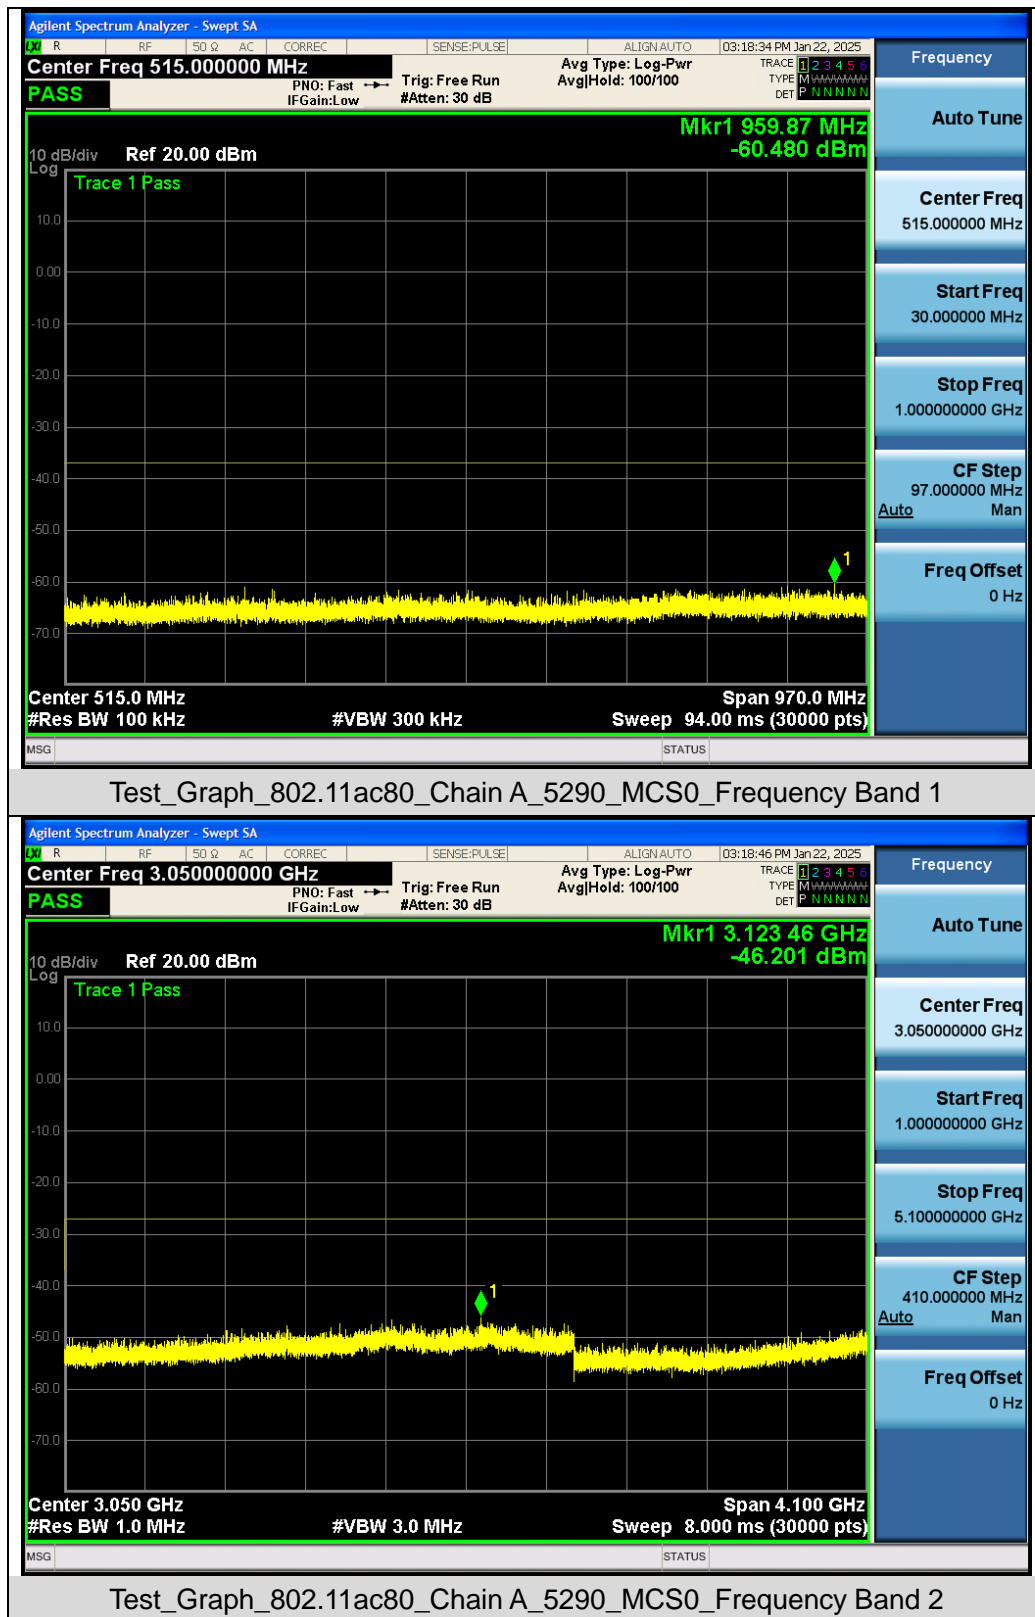 Agilent Spectrum Analyzer - Swept SA
LXI R RF 50 Ω AC CORREC SENSE:PULSE ALIGN AUTO 03:18:34 PM Jan 22, 2025
Center Freq 515.000000 MHz
PASS
PNO: Fast
IFGain:Low
Trig: Free Run
#Atten: 30 dB
Avg Type: Log-Pwr
Avg|Hold: 100/100
TRACE 1 2 3 4 5 6
TYPE M WWWWW
DET P N N N N N
Frequency
Auto Tune
Mkr1 959.87 MHz
-60.480 dBm
10 dB/div Ref 20.00 dBm
Log
Trace 1 Pass
10.0
0.00
-10.0
-20.0
-30.0
-40.0
-50.0
-60.0
-70.0
1
Center 515.0 MHz Span 970.0 MHz
#Res BW 100 kHz #VBW 300 kHz Sweep 94.00 ms (30000 pts)
MSG STATUS
Center Freq
515.000000 MHz
Start Freq
30.000000 MHz
Stop Freq
1.000000000 GHz
CF Step
97.000000 MHz
Auto Man
Freq Offset
0 Hz
Test_Graph_802.11ac80_Chain A_5290_MCS0_Frequency Band 1
Agilent Spectrum Analyzer - Swept SA
LXI R RF 50 Ω AC CORREC SENSE:PULSE ALIGN AUTO 03:18:46 PM Jan 22, 2025
Center Freq 3.050000000 GHz
PASS
PNO: Fast
IFGain:Low
Trig: Free Run
#Atten: 30 dB
Avg Type: Log-Pwr
Avg|Hold: 100/100
TRACE 1 2 3 4 5 6
TYPE M WWWWW
DET P N N N N N
Frequency
Auto Tune
Mkr1 3.123 46 GHz
-46.201 dBm
10 dB/div Ref 20.00 dBm
Log
Trace 1 Pass
10.0
0.00
-10.0
-20.0
-30.0
-40.0
-50.0
-60.0
-70.0
1
Center 3.050 GHz Span 4.100 GHz
#Res BW 1.0 MHz #VBW 3.0 MHz Sweep 8.000 ms (30000 pts)
MSG STATUS
Center Freq
3.050000000 GHz
Start Freq
1.000000000 GHz
Stop Freq
5.100000000 GHz
CF Step
410.000000 MHz
Auto Man
Freq Offset
0 Hz
Test_Graph_802.11ac80_Chain A_5290_MCS0_Frequency Band 2